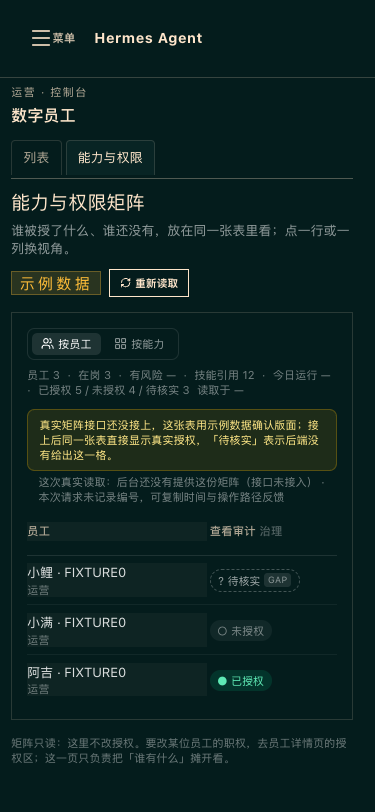 菜单 Hermes Agent
运营 · 控制台
数字员工
列表 能力与权限
能力与权限矩阵
谁被授了什么、谁还没有，放在同一张表里看；点一行或一
列换视角。
示例数据 重新读取
按员工 按能力
员工 3 · 在岗 3 · 有风险 — · 技能引用 12 · 今日运行 —
· 已授权 5 / 未授权 4 / 待核实 3 读取于 —
真实矩阵接口还没接上，这张表用示例数据确认版面；接
上后同一张表直接显示真实授权，「待核实」表示后端没
有给出这一格。
这次真实读取：后台还没有提供这份矩阵（接口未接入） ·
本次请求未记录编号，可复制时间与操作路径反馈
员工 查看审计 治理
小鲤 · FIXTURE0
运营
? 待核实 GAP
小满 · FIXTURE0
运营
未授权
阿吉 · FIXTURE0
运营
已授权
矩阵只读：这里不改授权。要改某位员工的职权，去员工详情页的授
权区；这一页只负责把「谁有什么」摊开看。